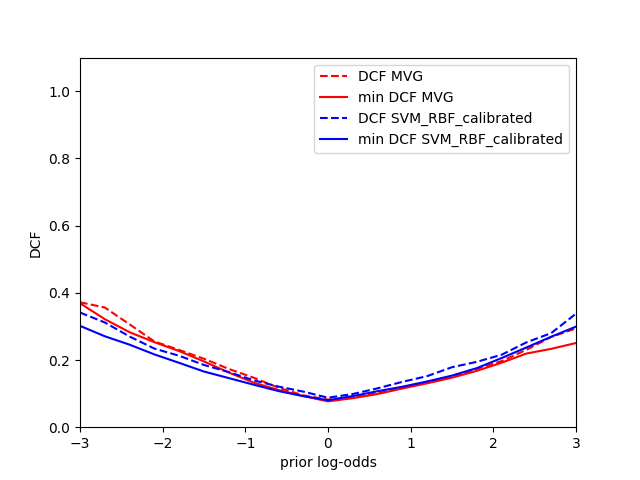 DCF MVG
min DCF MVG
DCF SVM_RBF_calibrated
min DCF SVM_RBF_calibrated
1.0
0.8
0.6
0.4
0.2
0.0
DCF
−3
−2
−1
0
1
2
3
prior log-odds